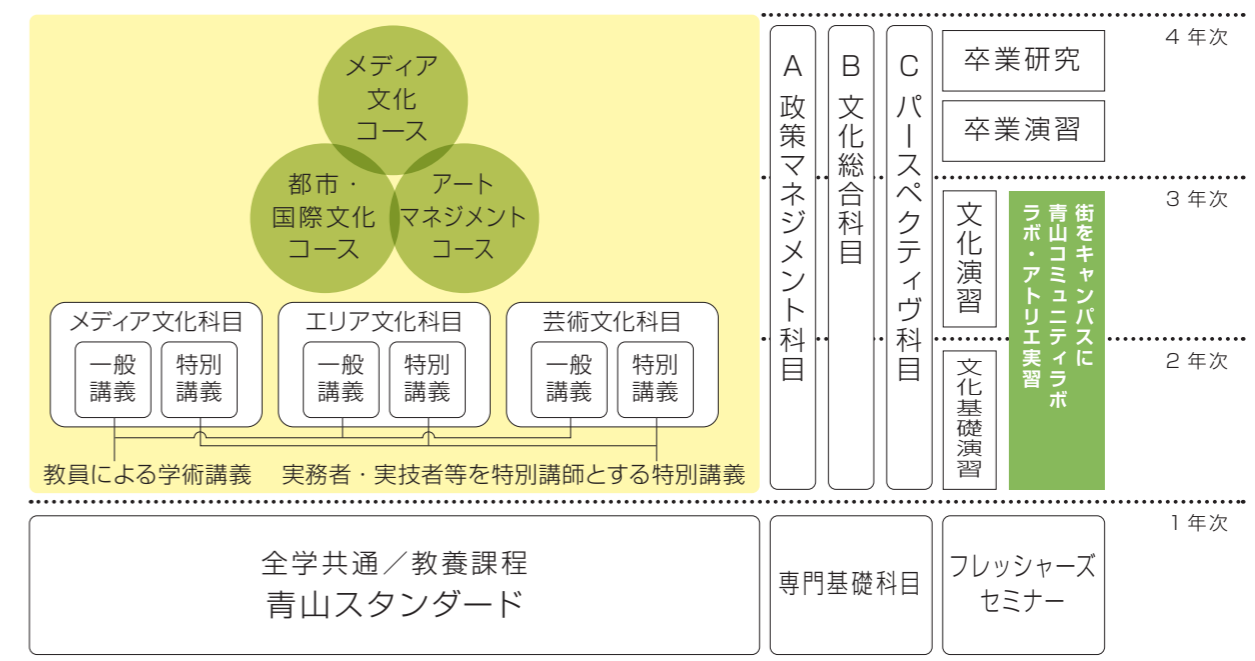 メディア
文化
コース
都市・
国際文化
コース
アート
マネジメント
コース
メディア文化科目
一般
講義
特別
講義
エリア文化科目
一般
講義
特別
講義
芸術文化科目
一般
講義
特別
講義
教員による学術講義
実務者・実技者等を特別講師とする特別講義
A 政策マネジメント科目
B 文化総合科目
C パースペクティヴ科目
卒業研究
卒業演習
文化演習
文化基礎演習
街をキャンパスに
青山コミュニティラボ
ラボ・アトリエ実習
4 年次
3 年次
2 年次
1 年次
全学共通／教養課程
青山スタンダード
専門基礎科目
フレッシャーズ
セミナー